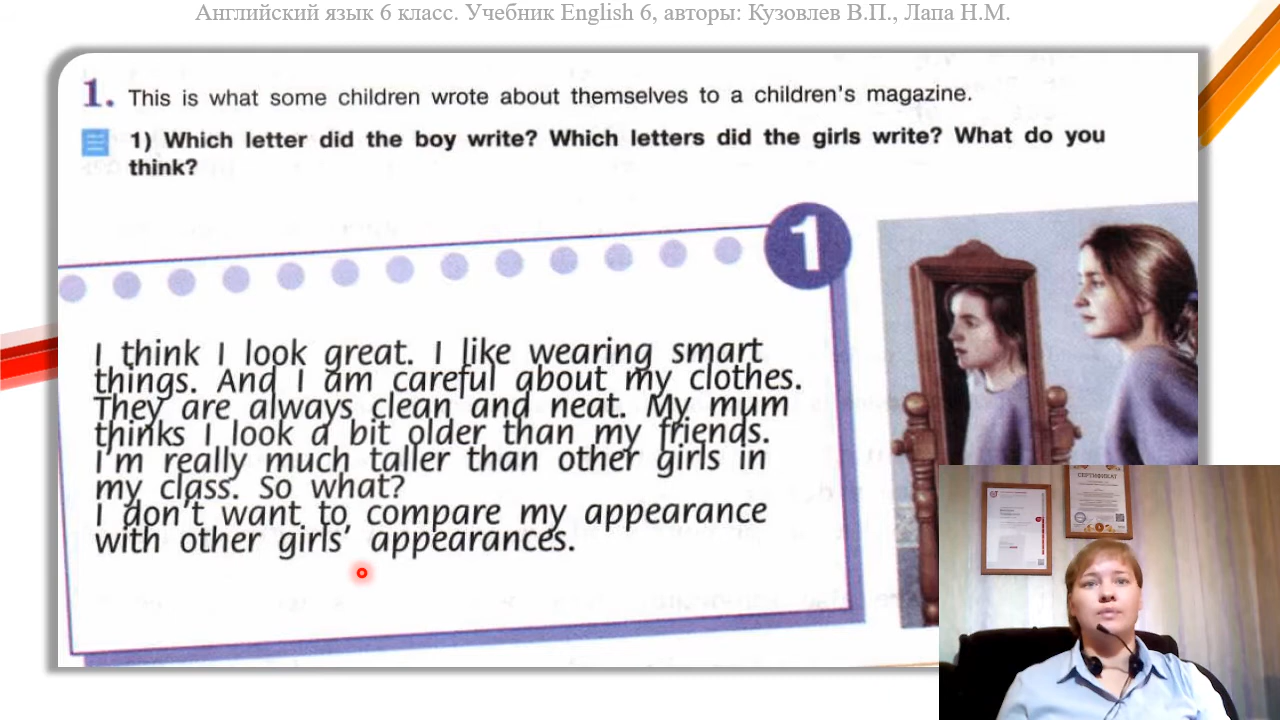 Английский язык 6 класс. Учебник English 6, авторы: Кузовлев В.П., Лапа Н.М.
1. This is what some children wrote about themselves to a children's magazine.
1) Which letter did the boy write? Which letters did the girls write? What do you
think?
1
I think I look great. I like wearing smart
things. And I am careful about my clothes.
They are always clean and neat. My mum
thinks I look a bit older than my friends.
I'm really much taller than other girls in
my class. So what?
I don't want to compare my appearance
with other girls' appearances.
СЕРТИФИКАТ